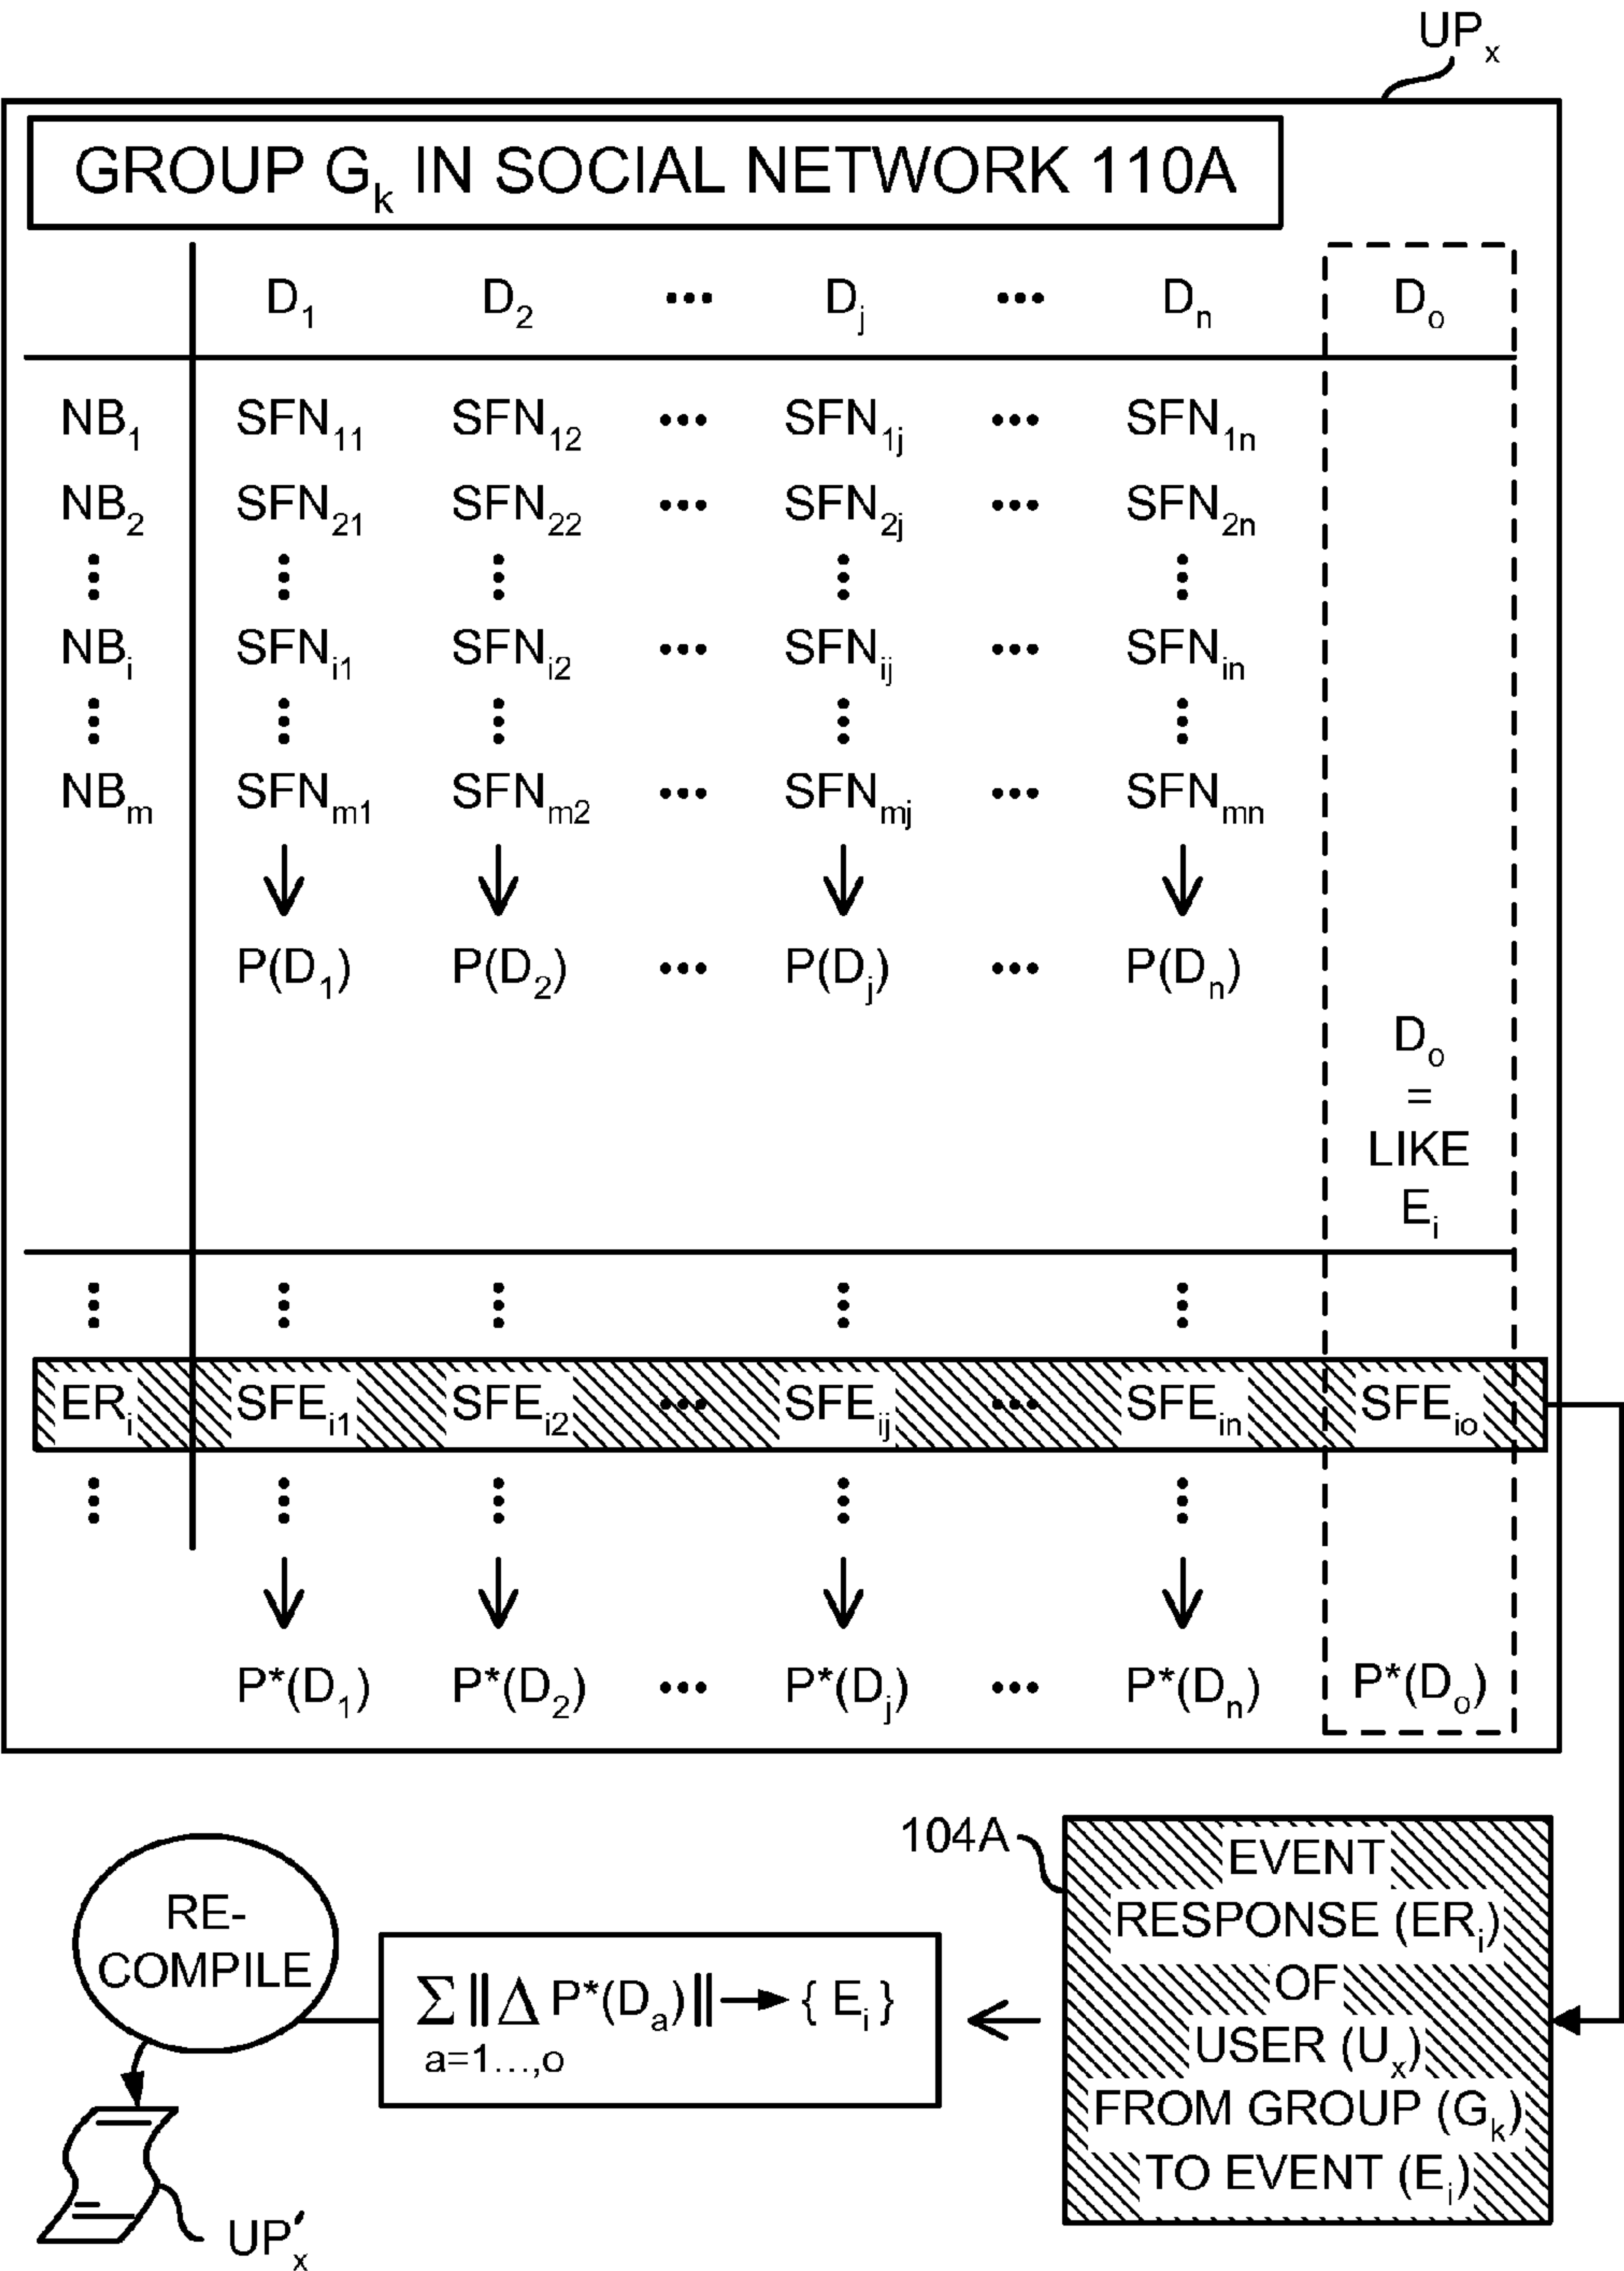 UPₓ
GROUP Gₖ IN SOCIAL NETWORK 110A
D₁ D₂ ••• Dⱼ ••• Dₙ Dₒ
NB₁ SFN₁₁ SFN₁₂ ••• SFN₁ⱼ ••• SFN₁ₙ
NB₂ SFN₂₁ SFN₂₂ ••• SFN₂ⱼ ••• SFN₂ₙ
NBᵢ SFNᵢ₁ SFNᵢ₂ ••• SFNᵢⱼ ••• SFNᵢₙ
NBₘ SFNₘ₁ SFNₘ₂ ••• SFNₘⱼ ••• SFNₘₙ
P(D₁) P(D₂) ••• P(Dⱼ) ••• P(Dₙ)
Dₒ
=
LIKE
Eᵢ
ERᵢ SFEᵢ₁ SFEᵢ₂ ••• SFEᵢⱼ ••• SFEᵢₙ SFEᵢₒ
P*(D₁) P*(D₂) ••• P*(Dⱼ) ••• P*(Dₙ) P*(Dₒ)
104A
EVENT
RESPONSE (ERᵢ)
OF
USER (Uₓ)
FROM GROUP (Gₖ)
TO EVENT (Eᵢ)
∑ ‖∆ P*(Dₐ)‖ → { Eᵢ }
a=1...,o
RE-
COMPILE
UP′ₓ